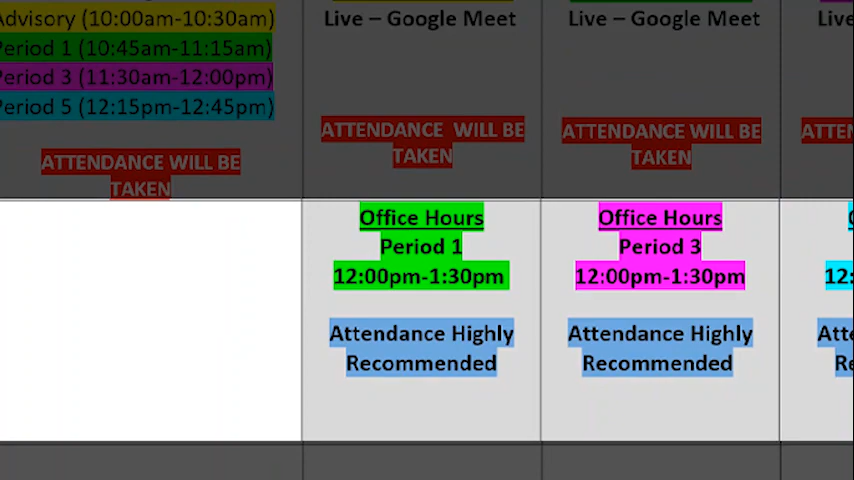 Advisory (10:00am-10:30am)
Period 1 (10:45am-11:15am)
Period 3 (11:30am-12:00pm)
Period 5 (12:15pm-12:45pm)
ATTENDANCE WILL BE
TAKEN
Live – Google Meet
ATTENDANCE WILL BE
TAKEN
Live – Google Meet
ATTENDANCE WILL BE
TAKEN
Live
Office Hours
Period 1
12:00pm-1:30pm
Attendance Highly
Recommended
Office Hours
Period 3
12:00pm-1:30pm
Attendance Highly
Recommended